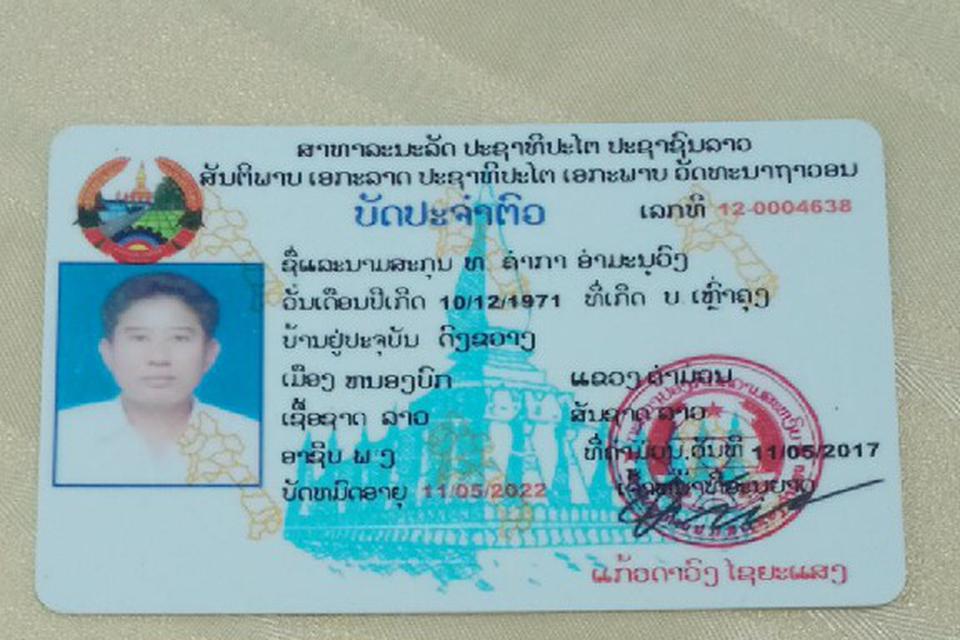 ສາທາລະນະລັດ ປະຊາທິປະໄຕ ປະຊາຊົນລາວ
ສັນຕິພາບ ເອກະລາດ ປະຊາທິປະໄຕ ເອກະພາບ ວັດທະນາຖາວອນ
ບັດປະຈຳຕົວ ເລກທີ 12-0004638
ຊື່ແລະນາມສະກຸນ ທ ຄຳກາ ອຳມະນຸວົງ
ວັນເດືອນປີເກີດ 10/12/1971 ທີ່ເກີດ ບ ເຫຼົ່າຄຸງ
ບ້ານຢູ່ປະຈຸບັນ ດົງຂວາງ
ເມືອງ ຫນອງບົກ ແຂວງ ຄຳມ່ວນ
ເຊື້ອຊາດ ລາວ ສັນຊາດ ລາວ
ອາຊີບ ພ ງ ທີ່ຄຳມ່ວນ, ວັນທີ 11/05/2017
ບັດຫມົດອາຍຸ 11/05/2022
ແກ້ວດາວົງ ໄຊຍະແສງ